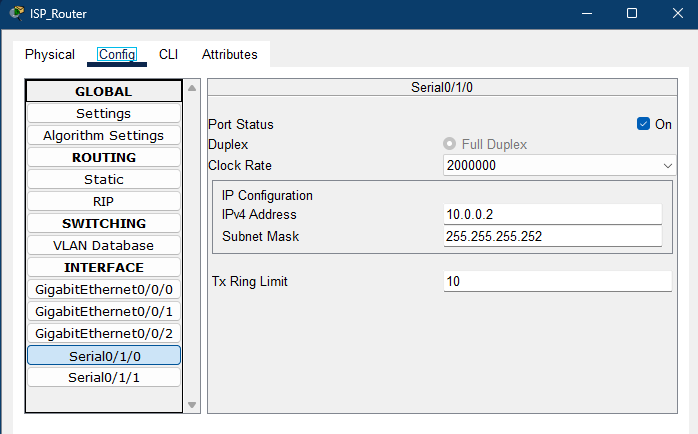 ISP_Router
Physical Config CLI Attributes
GLOBAL
Settings
Algorithm Settings
ROUTING
Static
RIP
SWITCHING
VLAN Database
INTERFACE
GigabitEthernet0/0/0
GigabitEthernet0/0/1
GigabitEthernet0/0/2
Serial0/1/0
Serial0/1/1
Serial0/1/0
Port Status On
Duplex Full Duplex
Clock Rate 2000000
IP Configuration
IPv4 Address 10.0.0.2
Subnet Mask 255.255.255.252
Tx Ring Limit 10